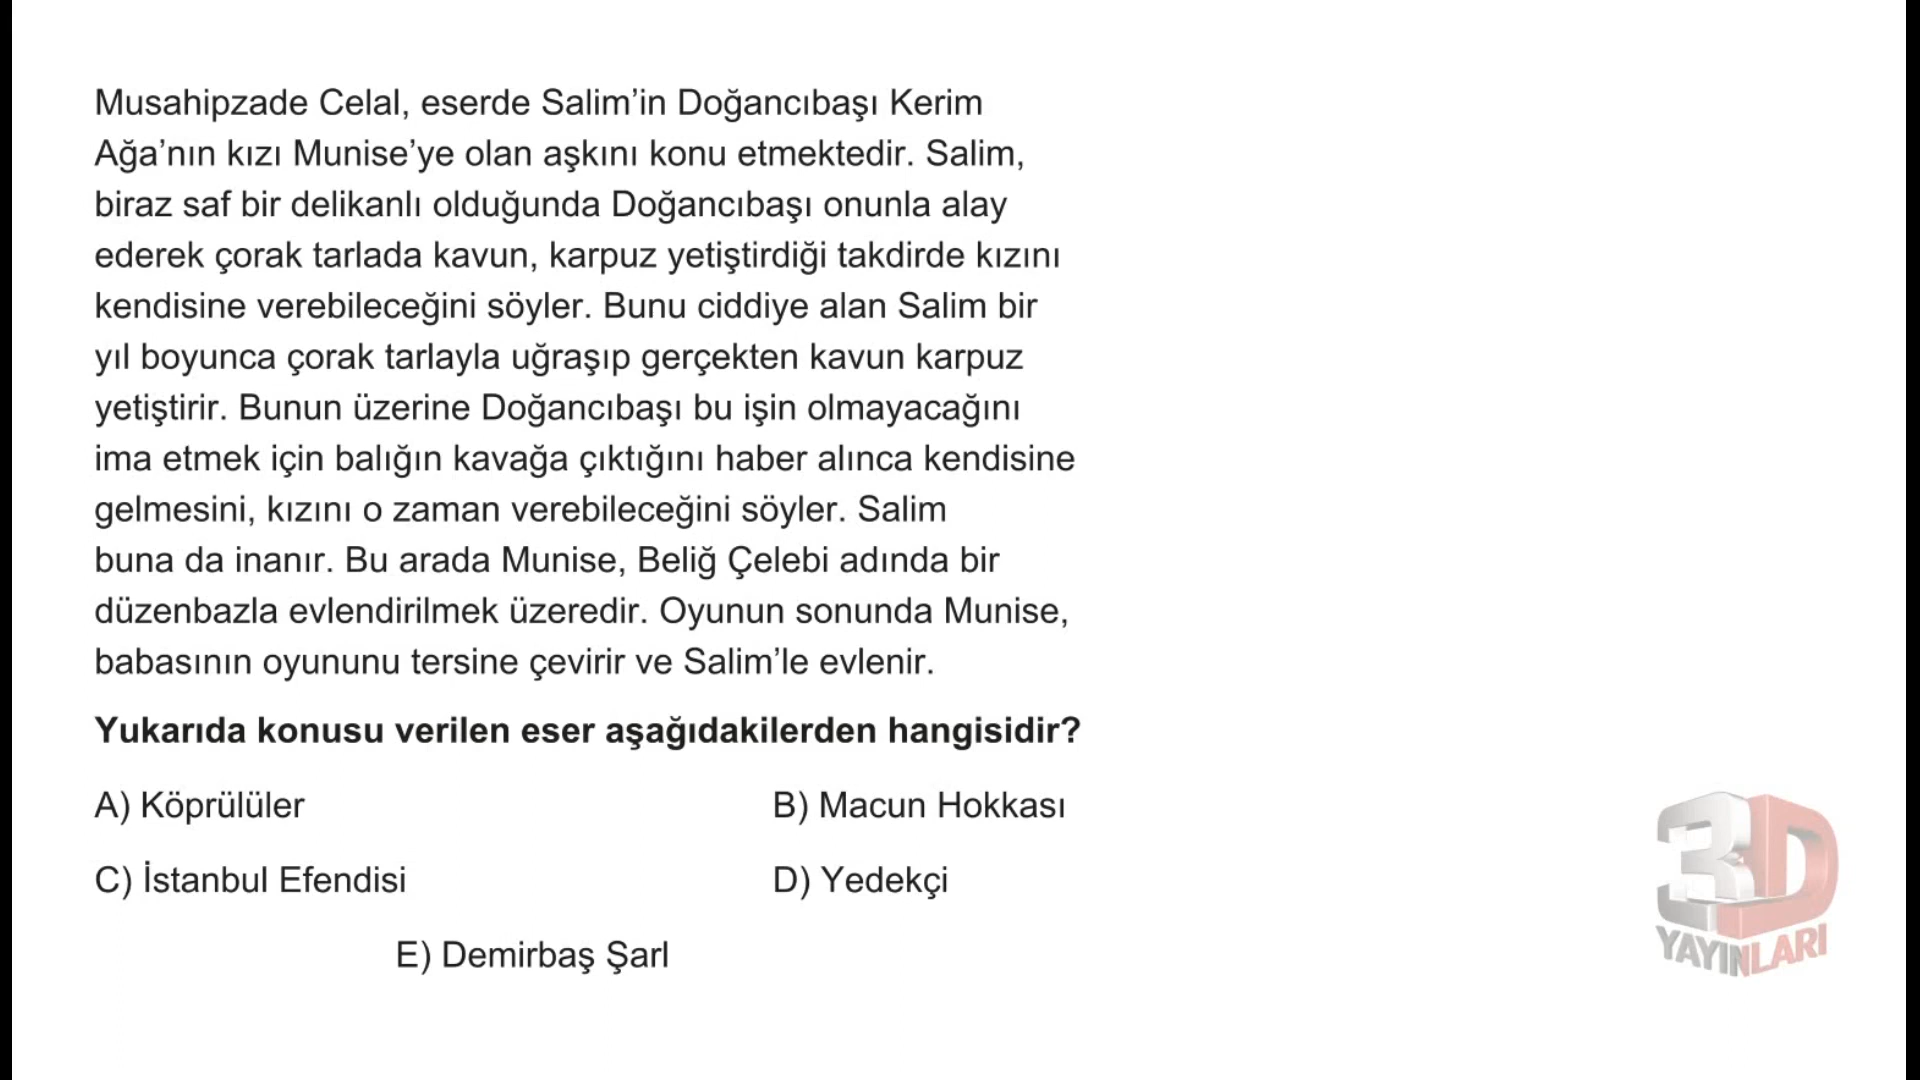 Musahipzade Celal, eserde Salim’in Doğancıbaşı Kerim
Ağa’nın kızı Munise’ye olan aşkını konu etmektedir. Salim,
biraz saf bir delikanlı olduğunda Doğancıbaşı onunla alay
ederek çorak tarlada kavun, karpuz yetiştirdiği takdirde kızını
kendisine verebileceğini söyler. Bunu ciddiye alan Salim bir
yıl boyunca çorak tarlayla uğraşıp gerçekten kavun karpuz
yetiştirir. Bunun üzerine Doğancıbaşı bu işin olmayacağını
ima etmek için balığın kavağa çıktığını haber alınca kendisine
gelmesini, kızını o zaman verebileceğini söyler. Salim
buna da inanır. Bu arada Munise, Beliğ Çelebi adında bir
düzenbazla evlendirilmek üzeredir. Oyunun sonunda Munise,
babasının oyununu tersine çevirir ve Salim’le evlenir.
Yukarıda konusu verilen eser aşağıdakilerden hangisidir?
A) Köprülüler
B) Macun Hokkası
C) İstanbul Efendisi
D) Yedekçi
E) Demirbaş Şarl
3D
YAYINLARI